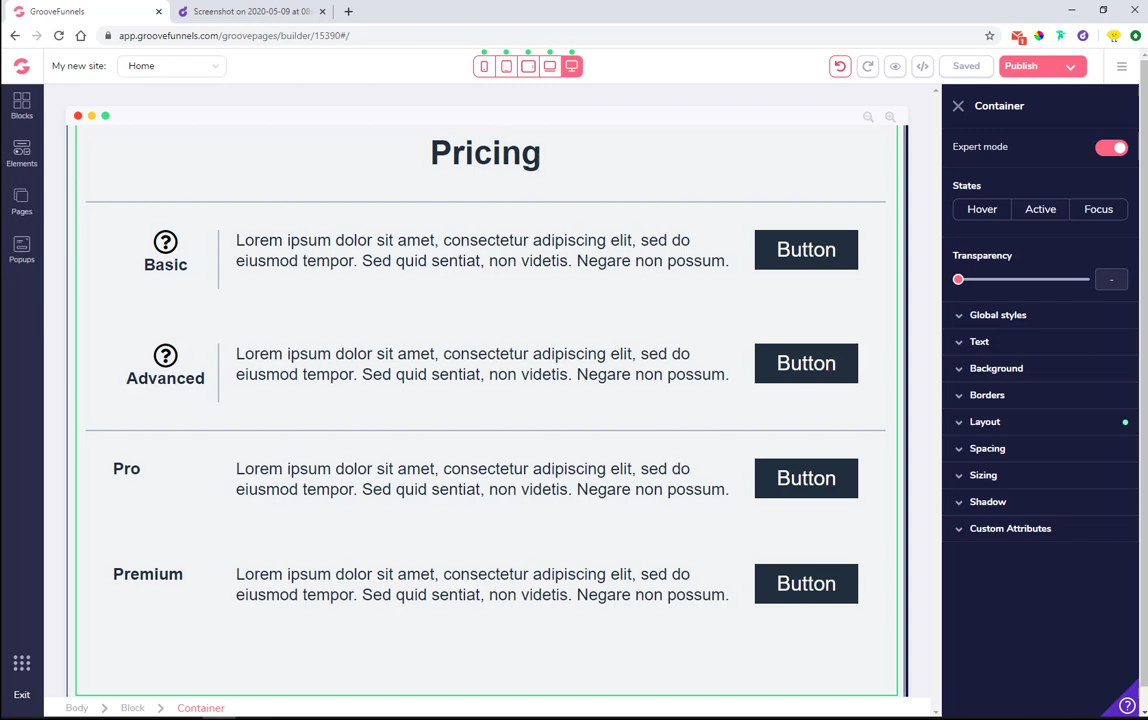 GrooveFunnels
Screenshot on 2020-05-09 at 08:
app.groovefunnels.com/groovepages/builder/15390#/
My new site:
Home
Saved
Publish
Blocks
Elements
Pages
Popups
Exit
Pricing
Basic
Lorem ipsum dolor sit amet, consectetur adipiscing elit, sed do
eiusmod tempor. Sed quid sentiat, non videtis. Negare non possum.
Button
Advanced
Lorem ipsum dolor sit amet, consectetur adipiscing elit, sed do
eiusmod tempor. Sed quid sentiat, non videtis. Negare non possum.
Button
Pro
Lorem ipsum dolor sit amet, consectetur adipiscing elit, sed do
eiusmod tempor. Sed quid sentiat, non videtis. Negare non possum.
Button
Premium
Lorem ipsum dolor sit amet, consectetur adipiscing elit, sed do
eiusmod tempor. Sed quid sentiat, non videtis. Negare non possum.
Button
Body
Block
Container
Container
Expert mode
States
Hover
Active
Focus
Transparency
-
Global styles
Text
Background
Borders
Layout
Spacing
Sizing
Shadow
Custom Attributes